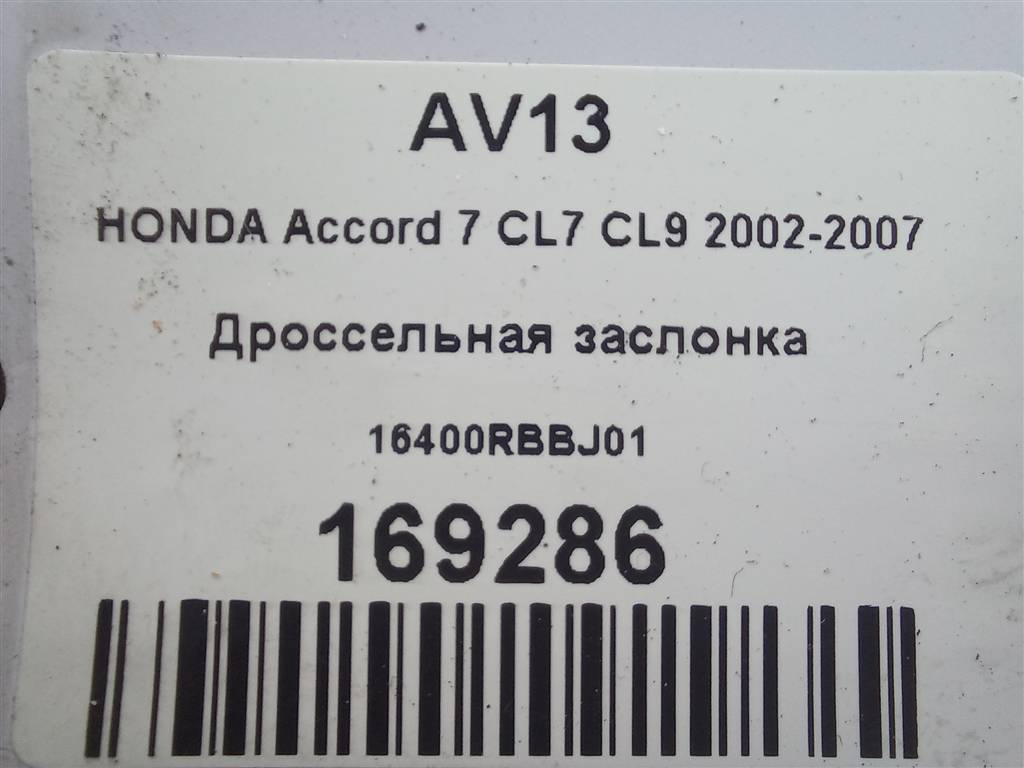 AV13
HONDA Accord 7 CL7 CL9 2002-2007
Дроссельная заслонка
16400RBBJ01
169286